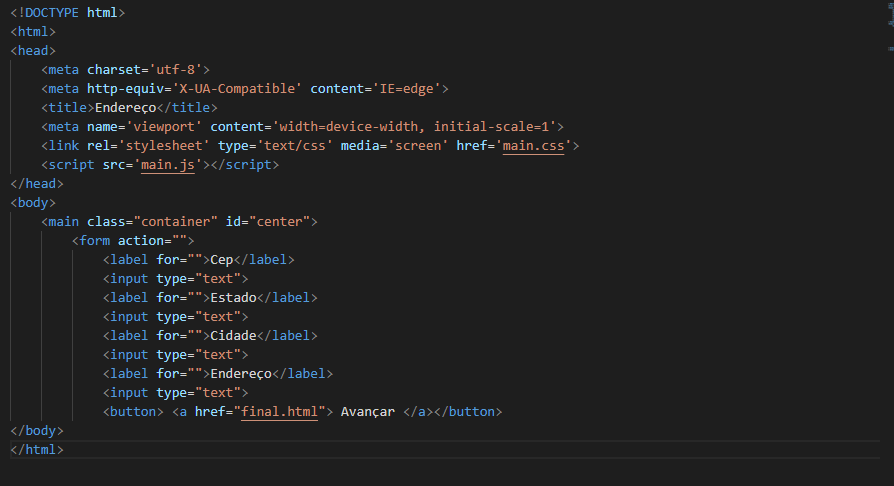 <!DOCTYPE html>
<html>
<head>
    <meta charset='utf-8'>
    <meta http-equiv='X-UA-Compatible' content='IE=edge'>
    <title>Endereço</title>
    <meta name='viewport' content='width=device-width, initial-scale=1'>
    <link rel='stylesheet' type='text/css' media='screen' href='main.css'>
    <script src='main.js'></script>
</head>
<body>
    <main class="container" id="center">
        <form action="">
            <label for="">Cep</label>
            <input type="text">
            <label for="">Estado</label>
            <input type="text">
            <label for="">Cidade</label>
            <input type="text">
            <label for="">Endereço</label>
            <input type="text">
            <button> <a href="final.html"> Avançar </a></button>
</body>
</html>